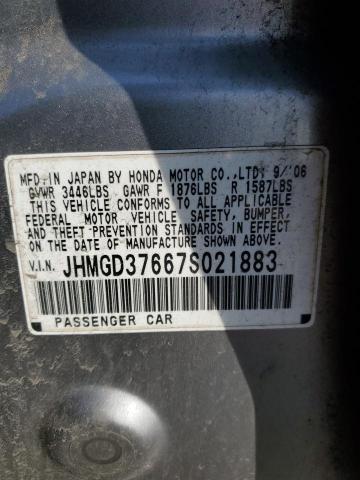 MFD.IN JAPAN BY HONDA MOTOR CO.,LTD; 9/'06
GVWR 3446LBS GAWR F 1876LBS R 1587LBS
THIS VEHICLE CONFORMS TO ALL APPLICABLE
FEDERAL MOTOR VEHICLE SAFETY, BUMPER,
AND THEFT PREVENTION STANDARDS IN EFFECT
ON THE DATE OF MANUFACTURE SHOWN ABOVE.
V.I.N. JHMGD37667S021883
PASSENGER CAR